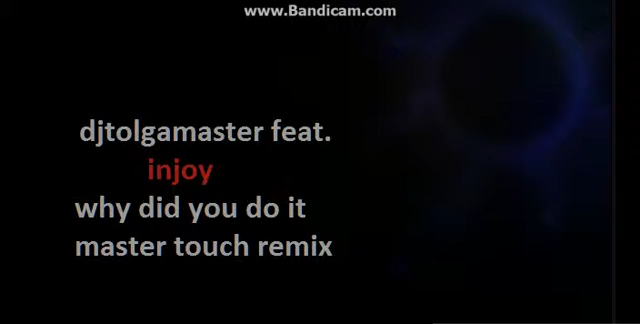 www.Bandicam.com
djtolgamaster feat.
injoy
why did you do it
master touch remix